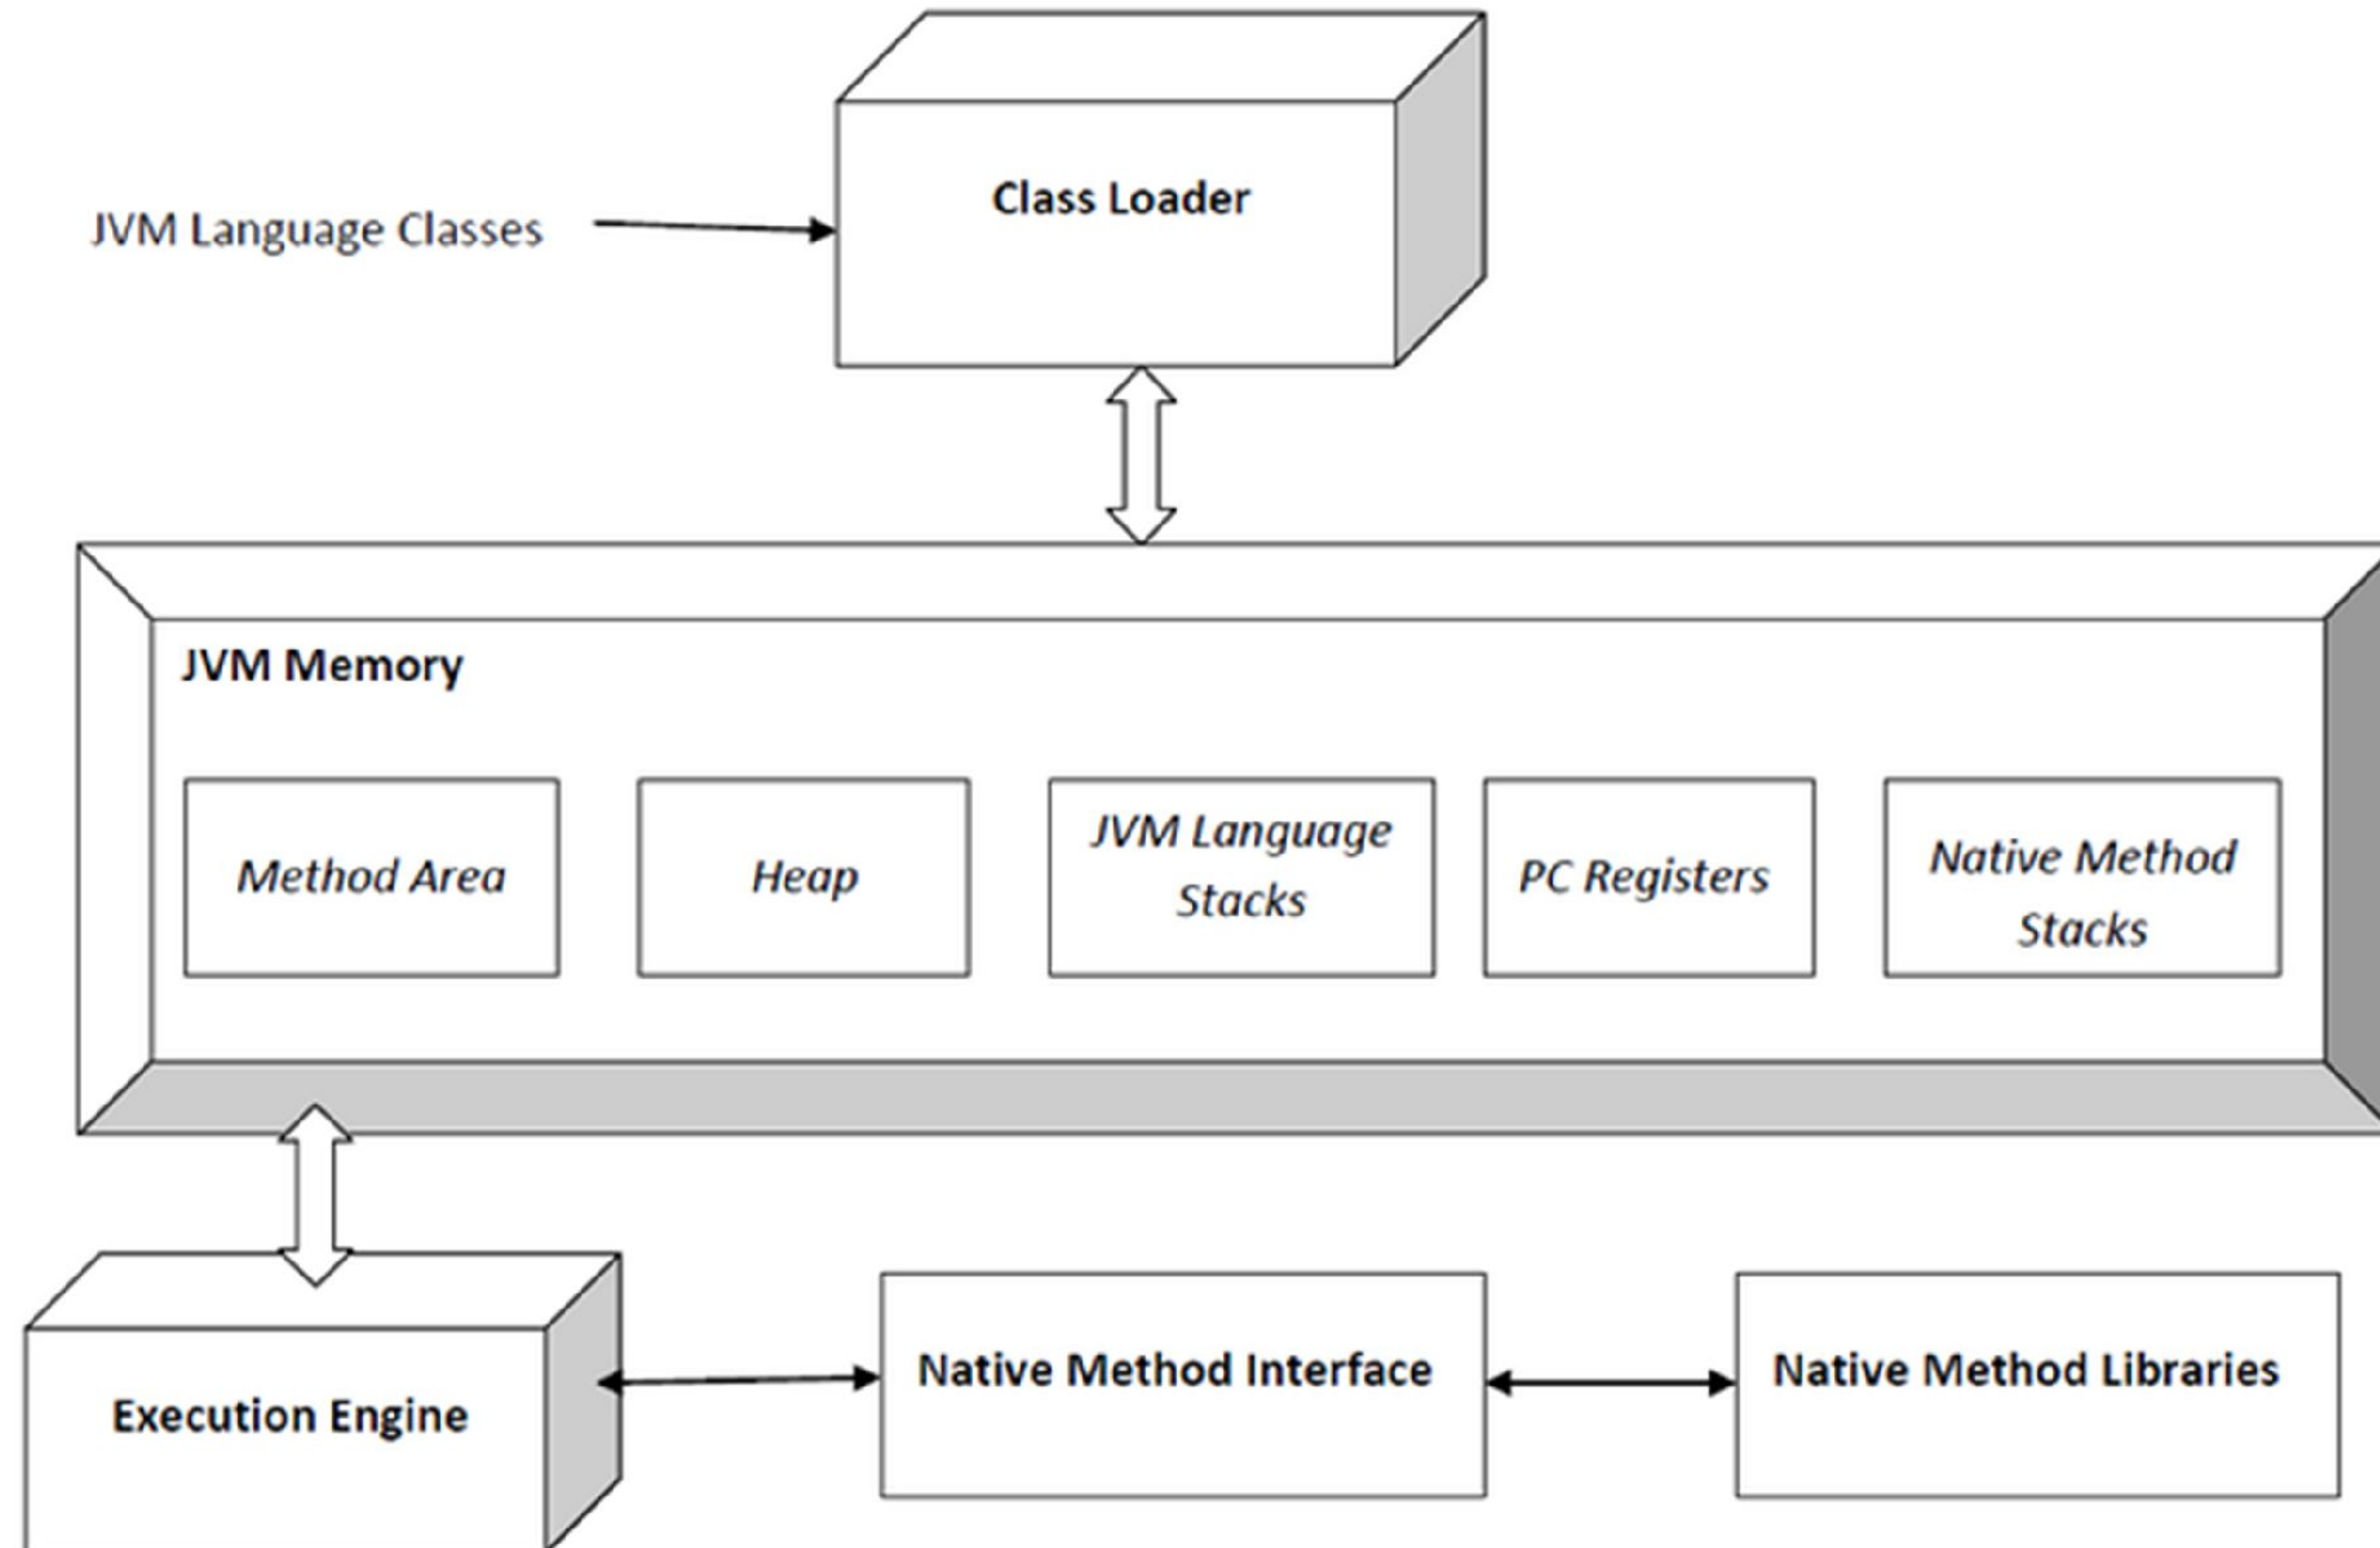 Class Loader
JVM Language Classes
JVM Memory
Method Area
Heap
JVM Language
Stacks
PC Registers
Native Method
Stacks
Execution Engine
Native Method Interface
Native Method Libraries